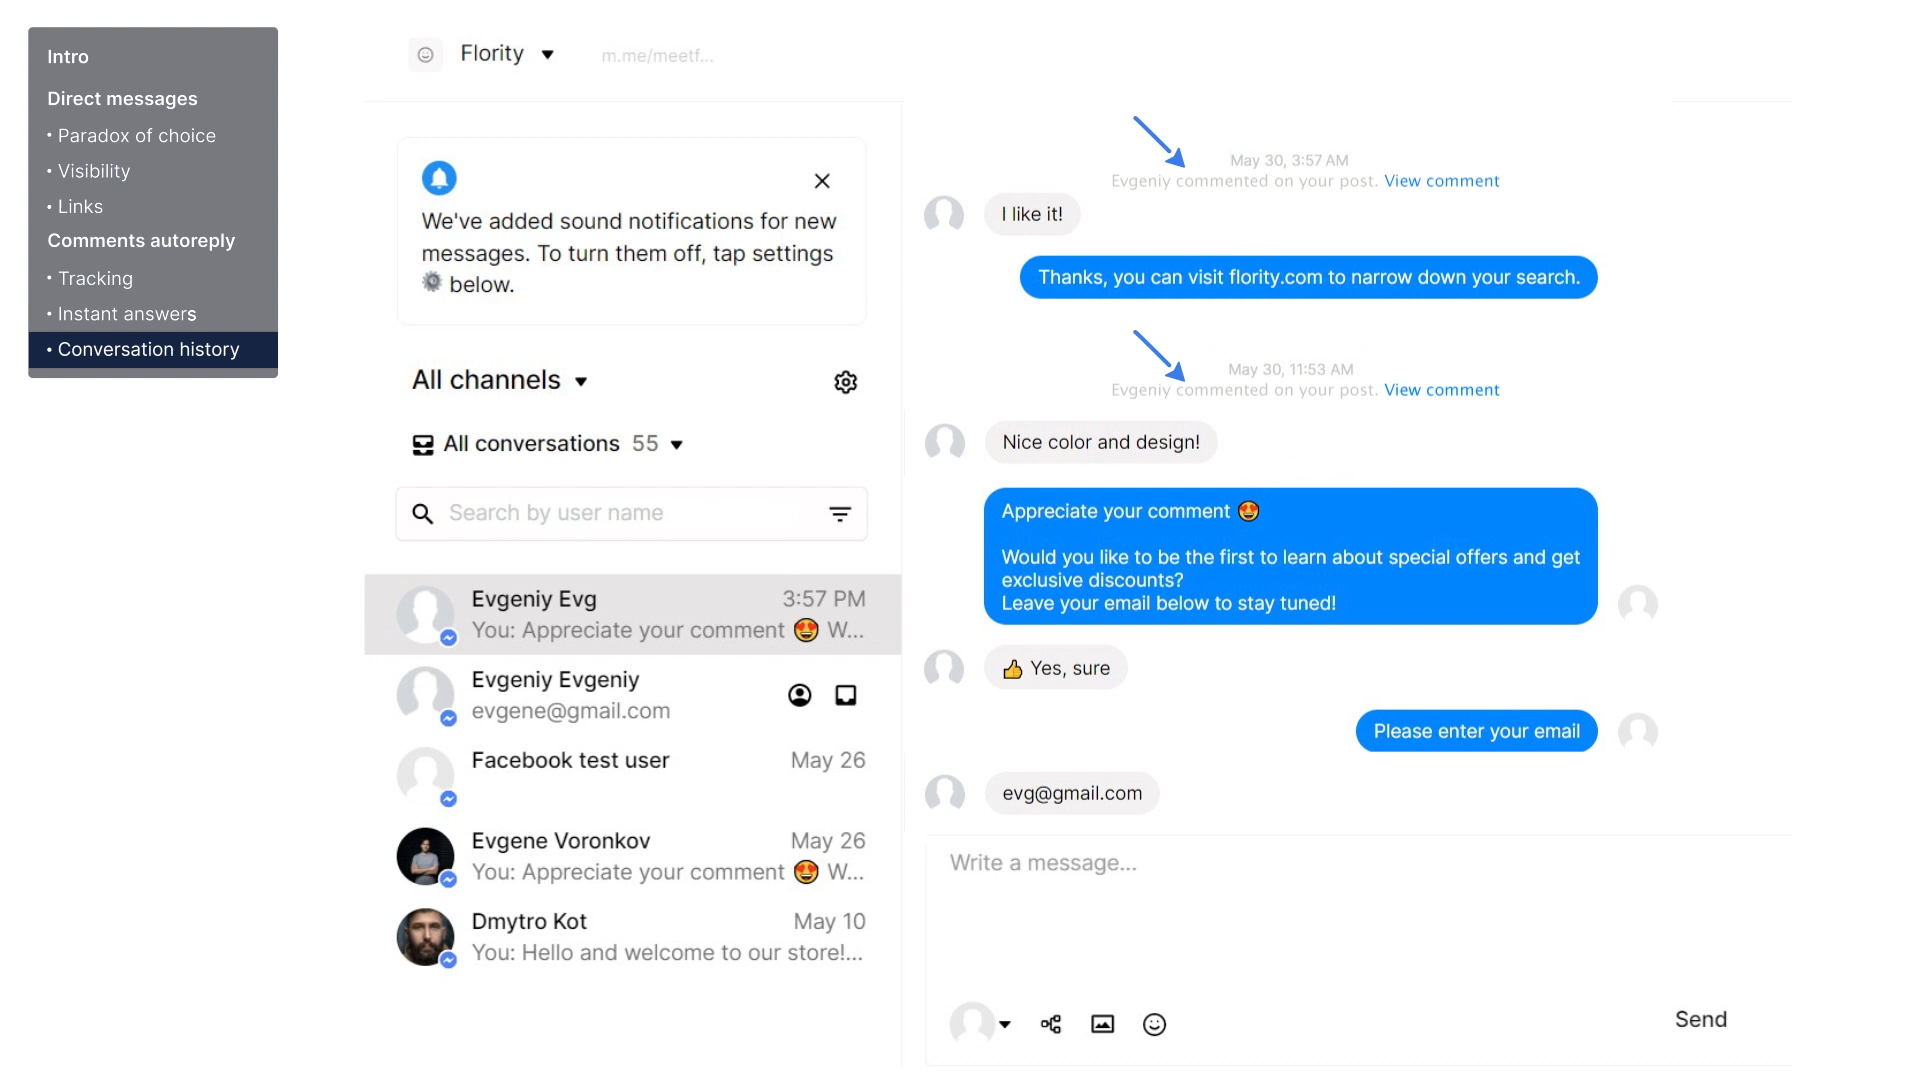 Intro
Direct messages
• Paradox of choice
• Visibility
• Links
Comments autoreply
• Tracking
• Instant answers
• Conversation history
Flority
m.me/meetf...
We've added sound notifications for new
messages. To turn them off, tap settings
below.
All channels
All conversations 55
Search by user name
Evgeniy Evg 3:57 PM
You: Appreciate your comment 😍 W...
Evgeniy Evgeniy
evgene@gmail.com
Facebook test user May 26
Evgene Voronkov May 26
You: Appreciate your comment 😍 W...
Dmytro Kot May 10
You: Hello and welcome to our store!...
May 30, 3:57 AM
Evgeniy commented on your post. View comment
I like it!
Thanks, you can visit flority.com to narrow down your search.
May 30, 11:53 AM
Evgeniy commented on your post. View comment
Nice color and design!
Appreciate your comment 😍
Would you like to be the first to learn about special offers and get
exclusive discounts?
Leave your email below to stay tuned!
👍 Yes, sure
Please enter your email
evg@gmail.com
Write a message...
Send